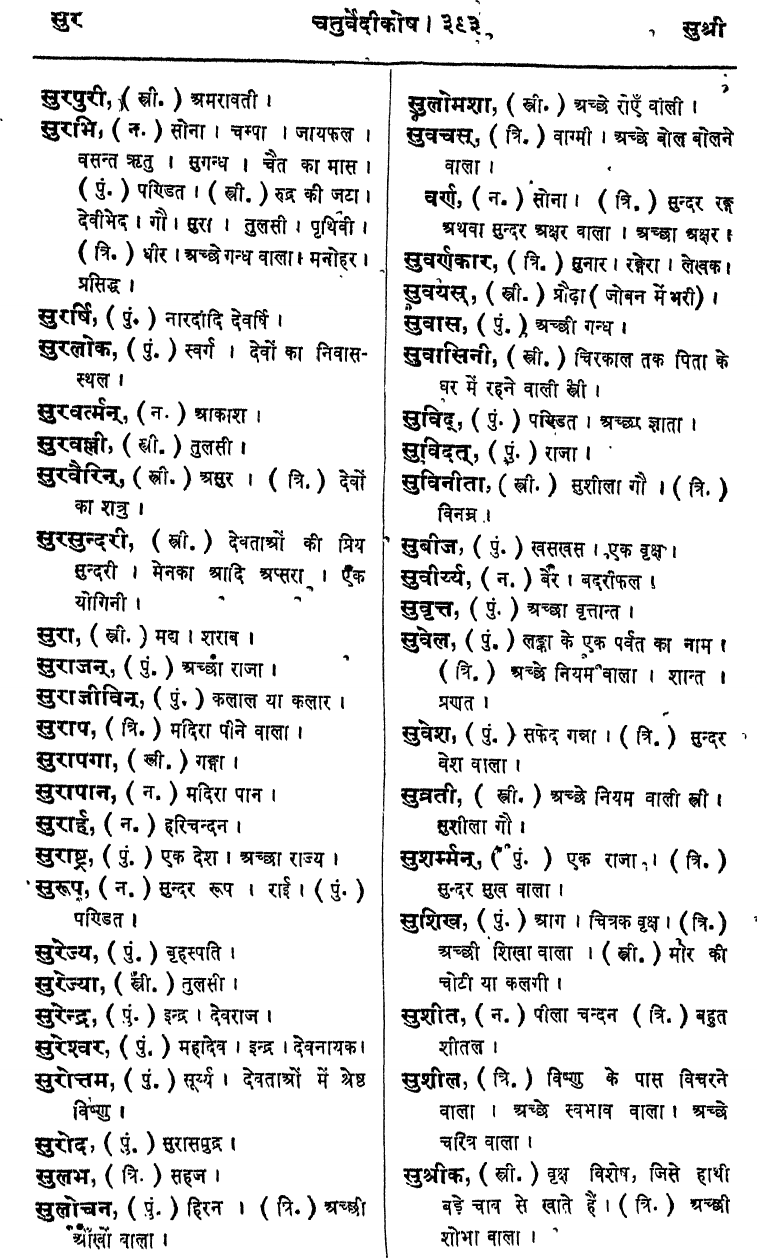 सुर
चतुर्वेदीकोष । ३९३
सुश्री
सुरपुरी, ( स्त्री. ) अमरावती ।
सुरभि, ( न. ) सोना । चम्पा । जायफल ।
वसन्त ऋतु । सुगन्ध । चैत का मास ।
( पुं. ) पण्डित । ( स्त्री. ) रुद्र की जटा ।
देवीभेद । गौ । सुरा । तुलसी । पृथिवी ।
( त्रि. ) धीर । अच्छे गन्ध वाला । मनोहर ।
प्रसिद्ध ।
सुरर्षि, ( पुं. ) नारदादि देवर्षि ।
सुरलोक, ( पुं. ) स्वर्ग । देवों का निवास-
स्थल ।
सुरवर्त्मन्, ( न. ) आकाश ।
सुरवल्ली, ( स्त्री. ) तुलसी ।
सुरवैरिन्, ( स्त्री. ) असुर । ( त्रि. ) देवों
का शत्रु ।
सुरसुन्दरी, ( स्त्री. ) देवताओं की प्रिय
सुन्दरी । मेनका आदि अप्सरा । एक
योगिनी ।
सुरा, ( स्त्री. ) मद्य । शराब ।
सुराजन्, ( पुं. ) अच्छा राजा ।
सुराजीविन्, ( पुं. ) कलाल या कलार ।
सुराप, ( त्रि. ) मदिरा पीने वाला ।
सुरापगा, ( स्त्री. ) गङ्गा ।
सुरापान, ( न. ) मदिरा पान ।
सुरार्ह, ( न. ) हरिचन्दन ।
सुराष्ट्र, ( पुं. ) एक देश । अच्छा राज्य ।
सुरूप, ( न. ) सुन्दर रूप । राई । ( पुं. )
पण्डित ।
सुरेज्य, ( पुं. ) बृहस्पति ।
सुरेज्या, ( स्त्री. ) तुलसी ।
सुरेन्द्र, ( पुं. ) इन्द्र । देवराज ।
सुरेश्वर, ( पुं. ) महादेव । इन्द्र । देवनायक ।
सुरोत्तम, ( पुं. ) सूर्य्य । देवताओं में श्रेष्ठ
विष्णु ।
सुरोद, ( पुं. ) सुरासमुद्र ।
सुलभ, ( त्रि. ) सहज ।
सुलोचन, ( पुं. ) हिरन । ( त्रि. ) अच्छी
आँखों वाला ।
सुलोमशा, ( स्त्री. ) अच्छे रोएँ वाली ।
सुवचस्, ( त्रि. ) वाग्मी । अच्छे बोल बोलने
वाला ।
वर्ण, ( न. ) सोना । ( त्रि. ) सुन्दर रङ्ग
अथवा सुन्दर अक्षर वाला । अच्छा अक्षर ।
सुवर्णकार, ( त्रि. ) सुनार । रङ्गेरा । लेखक ।
सुवयस्, ( स्त्री. ) प्रौढ़ा ( जोबन में भरी ) ।
सुवास, ( पुं. ) अच्छी गन्ध ।
सुवासिनी, ( स्त्री. ) चिरकाल तक पिता के
घर में रहने वाली स्त्री ।
सुविद्, ( पुं. ) पण्डित । अच्छा ज्ञाता ।
सुविदत्, ( पुं. ) राजा ।
सुविनीता, ( स्त्री. ) सुशीला गौ । ( त्रि. )
विनम्र ।
सुबीज, ( पुं. ) खसखस । एक वृक्ष ।
सुवीर्य्य, ( न. ) बेर । बदरीफल ।
सुवृत्त, ( पुं. ) अच्छा वृत्तान्त ।
सुवेल, ( पुं. ) लङ्का के एक पर्वत का नाम ।
( त्रि. ) अच्छे नियम वाला । शान्त ।
प्रणत ।
सुवेश, ( पुं. ) सफेद गन्ना । ( त्रि. ) सुन्दर
वेश वाला ।
सुव्रती, ( स्त्री. ) अच्छे नियम वाली स्त्री ।
सुशीला गौ ।
सुशर्म्मन्, ( पुं. ) एक राजा । ( त्रि. )
सुन्दर सुख वाला ।
सुशिख, ( पुं. ) आग । चित्रक वृक्ष । ( त्रि. )
अच्छी शिखा वाला । ( स्त्री. ) मोर की
चोटी या कलगी ।
सुशीत, ( न. ) पीला चन्दन ( त्रि. ) बहुत
शीतल ।
सुशील, ( त्रि. ) विष्णु के पास विचरने
वाला । अच्छे स्वभाव वाला । अच्छे
चरित्र वाला ।
सुश्रीक, ( स्त्री. ) वृक्ष विशेष, जिसे हाथी
बड़े चाव से खाते हैं । ( त्रि. ) अच्छी
शोभा वाला ।